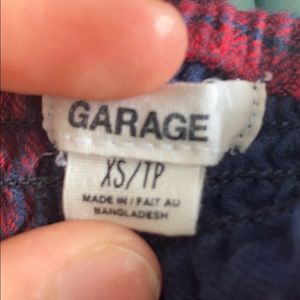 GARAGE
XS/TP
MADE IN / FAIT AU
BANGLADESH